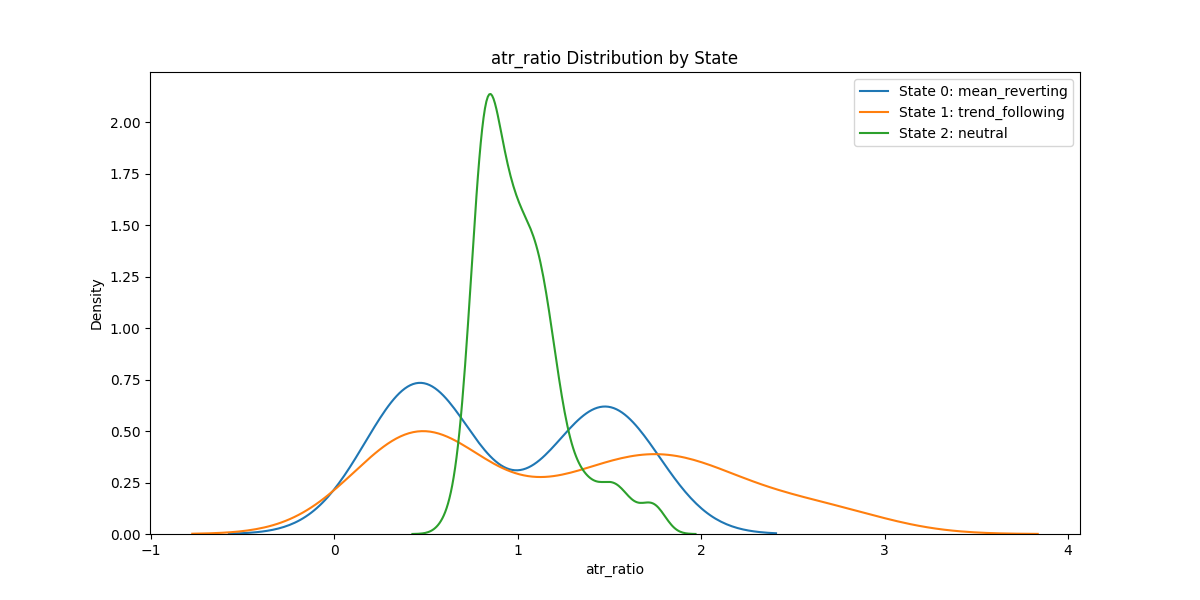 atr_ratio Distribution by State
State 0: mean_reverting
State 1: trend_following
State 2: neutral
Density
2.00
1.75
1.50
1.25
1.00
0.75
0.50
0.25
0.00
−1
0
1
2
3
4
atr_ratio